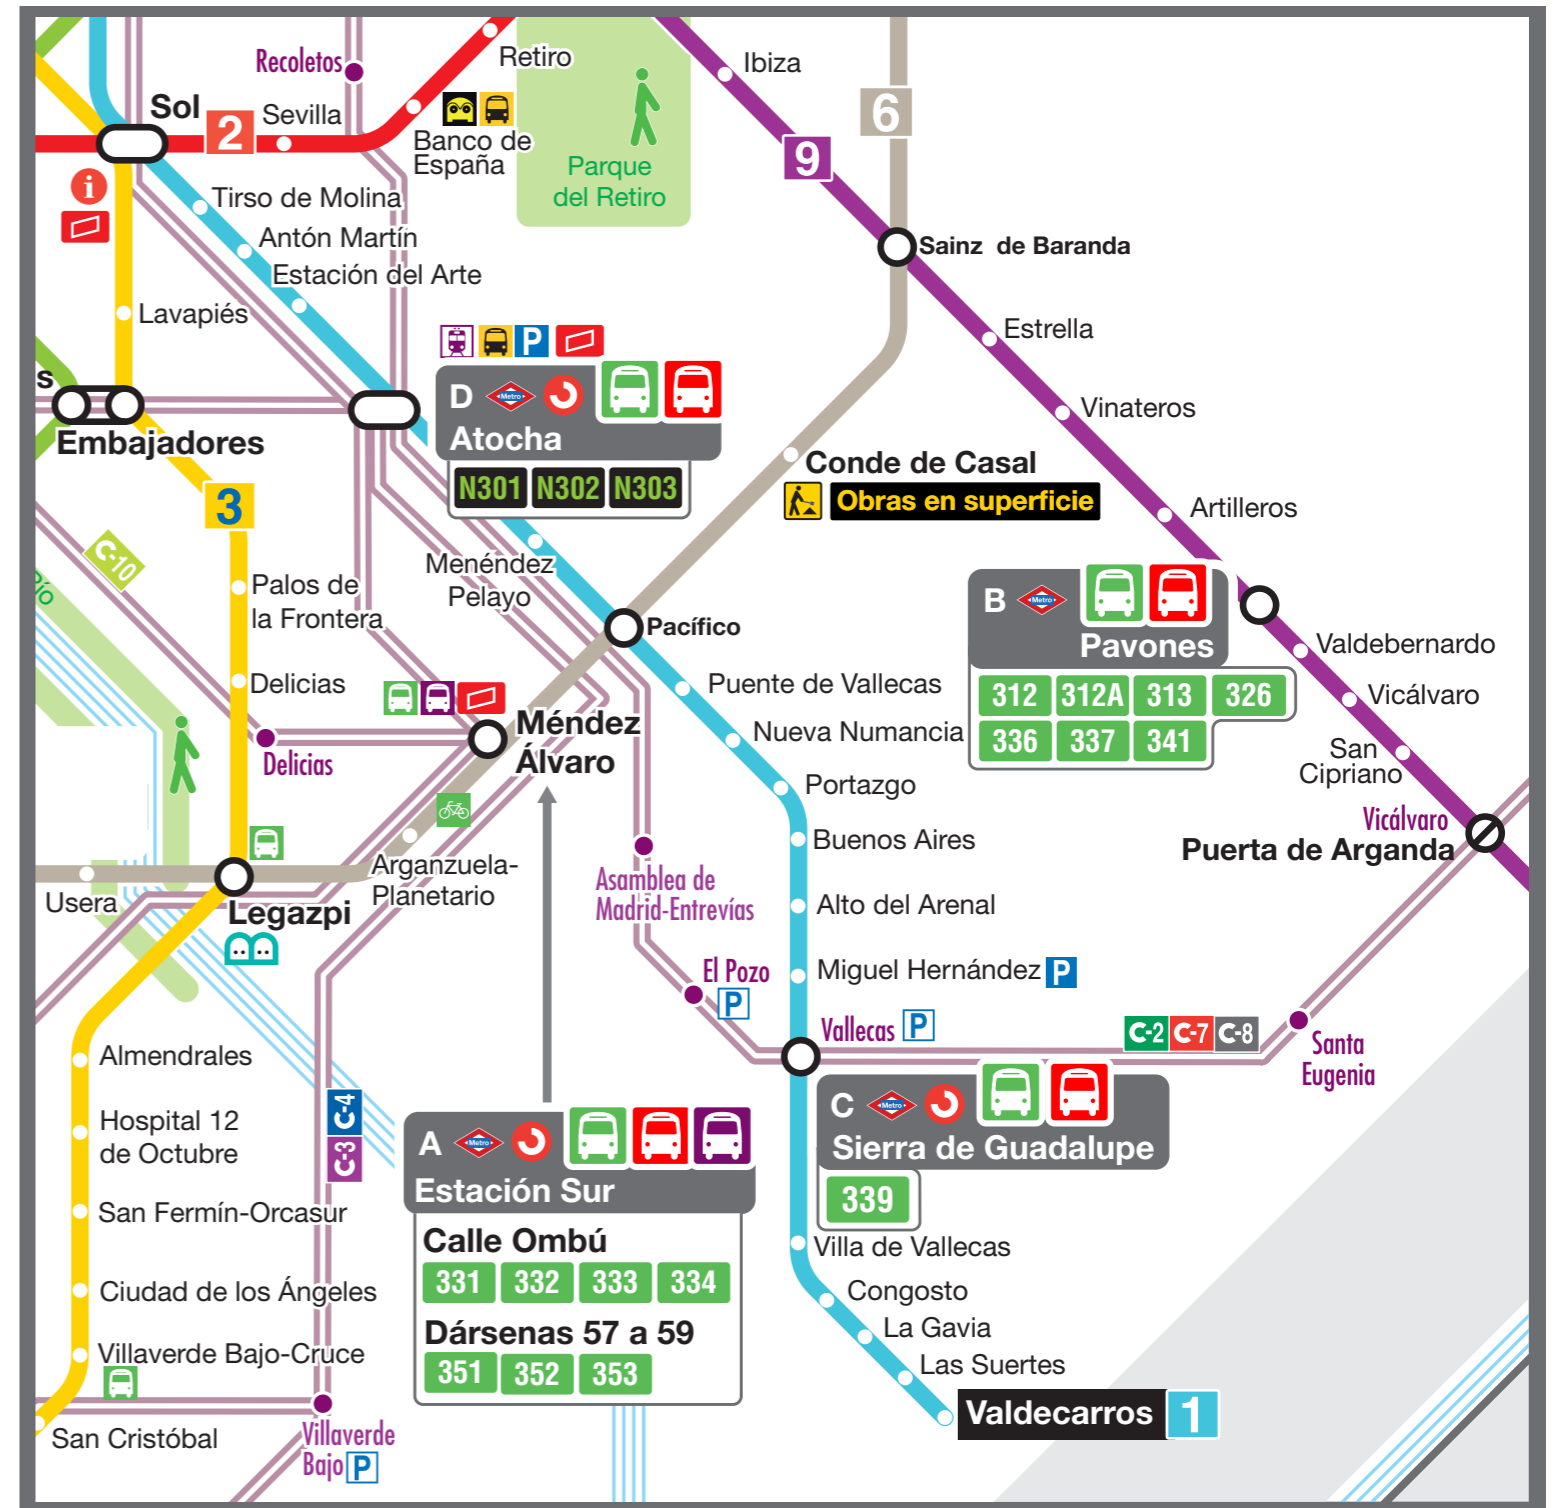 Recoletos
Retiro
Ibiza
Sol
2
Sevilla
6
Banco de
España
Parque
del Retiro
9
i
Tirso de Molina
Antón Martín
Estación del Arte
Sainz de Baranda
Lavapiés
Estrella
P
s
D Metro
Atocha
N301 N302 N303
Vinateros
Embajadores
Conde de Casal
Obras en superficie
3
Artilleros
C-10
Río
Menéndez
Pelayo
Palos de
la Frontera
Pacífico
B Metro
Pavones
312 312A 313 326
336 337 341
Valdebernardo
Delicias
Puente de Vallecas
Vicálvaro
Méndez
Álvaro
Nueva Numancia
San
Cipriano
Delicias
Portazgo
Vicálvaro
Puerta de Arganda
Buenos Aires
Arganzuela-
Planetario
Asamblea de
Madrid-Entrevías
Usera
Legazpi
Alto del Arenal
El Pozo
P
Miguel Hernández P
Vallecas P
C-2 C-7 C-8
Santa
Eugenia
Almendrales
C Metro
Sierra de Guadalupe
339
Hospital 12
de Octubre
C-4
C-3
A Metro
Estación Sur
Calle Ombú
331 332 333 334
Dársenas 57 a 59
351 352 353
San Fermín-Orcasur
Villa de Vallecas
Ciudad de los Ángeles
Congosto
La Gavia
Villaverde Bajo-Cruce
Las Suertes
Valdecarros 1
San Cristóbal
Villaverde
Bajo P